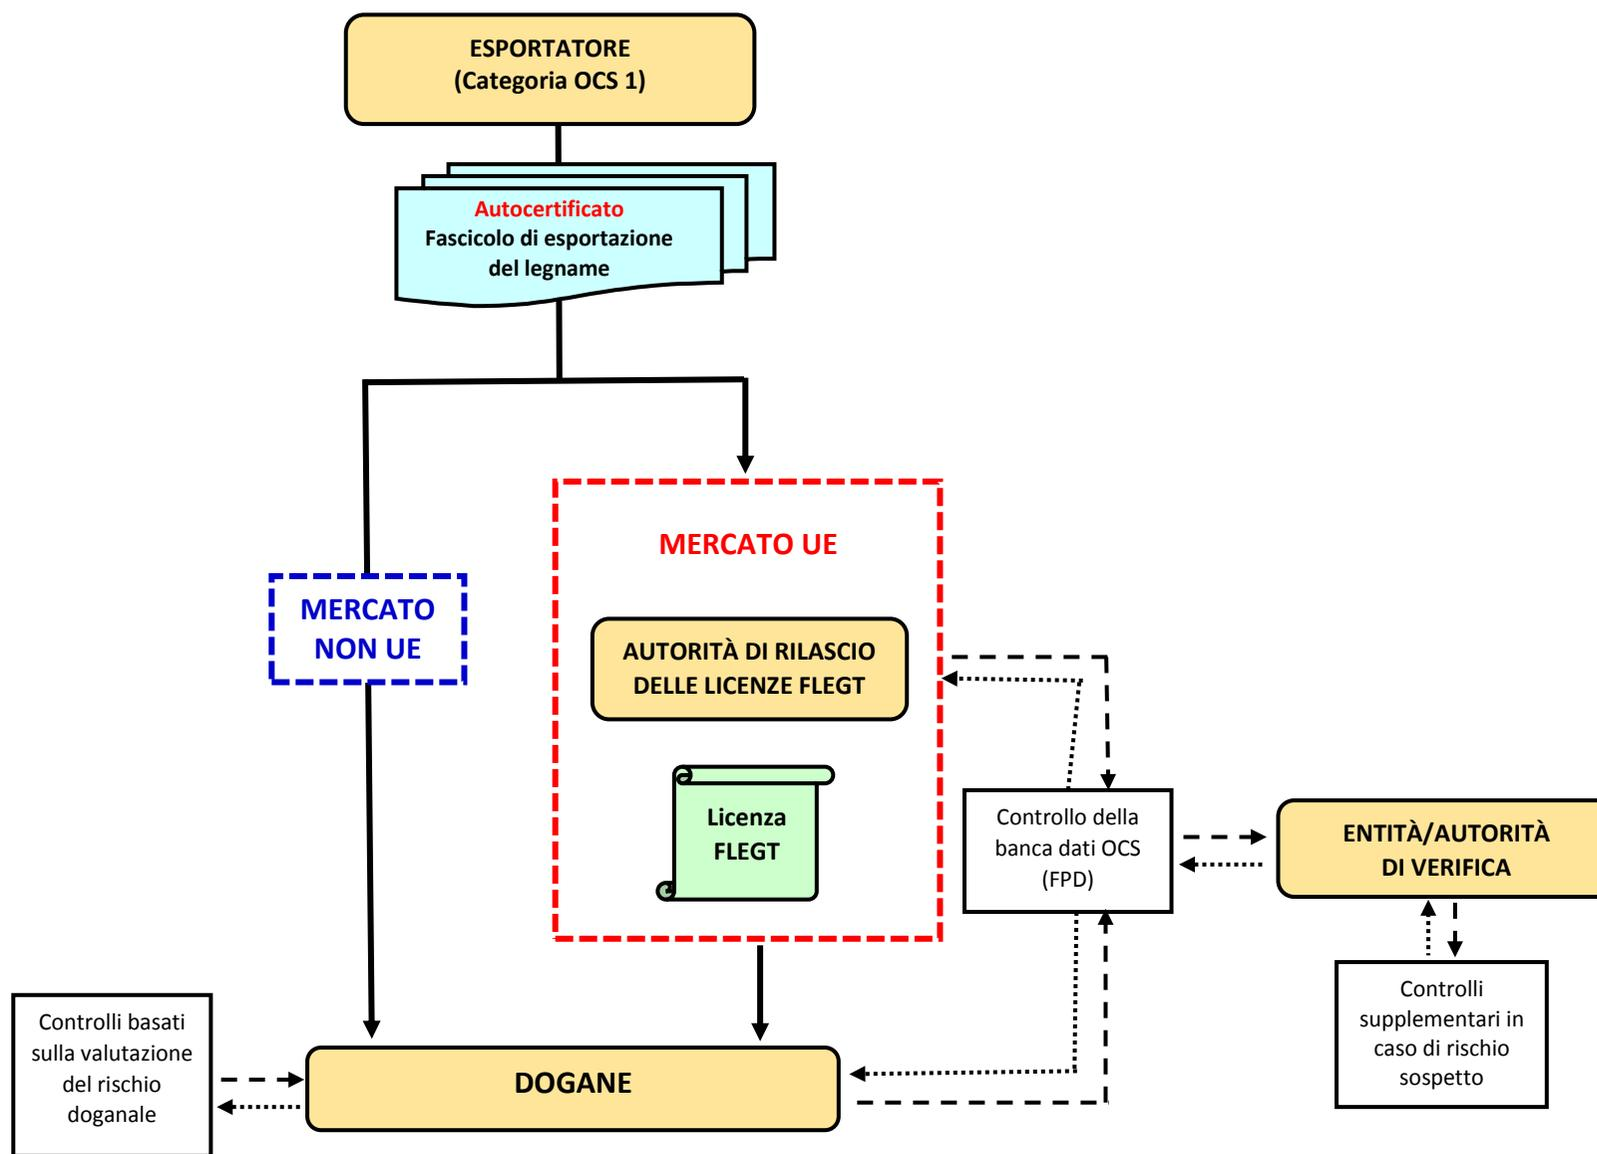 ESPORTATORE
(Categoria OCS 1)
Autocertificato
Fascicolo di esportazione
del legname
MERCATO UE
MERCATO
NON UE
AUTORITÀ DI RILASCIO
DELLE LICENZE FLEGT
Licenza
FLEGT
Controllo della
banca dati OCS
(FPD)
ENTITÀ/AUTORITÀ
DI VERIFICA
Controlli
supplementari in
caso di rischio
sospetto
Controlli basati
sulla valutazione
del rischio
doganale
DOGANE